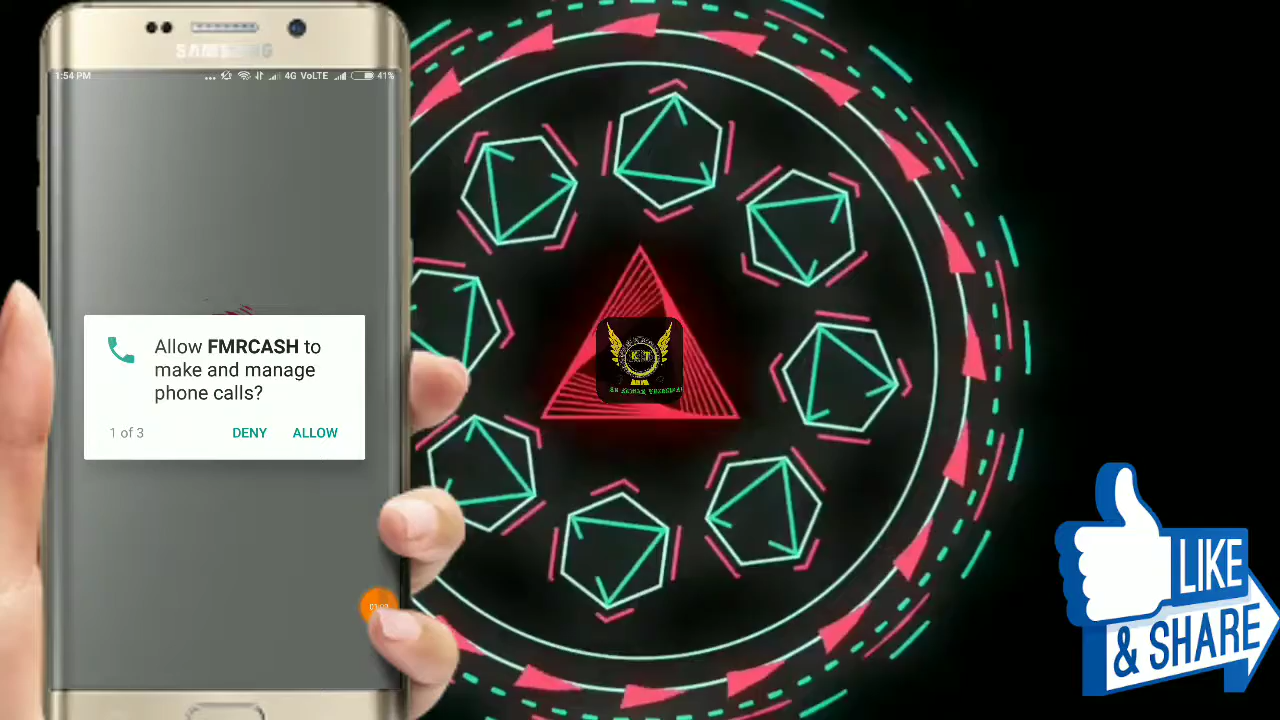 SAMSUNG
1:54 PM
... 4G VoLTE 41%
Allow FMRCASH to
make and manage
phone calls?
1 of 3
DENY
ALLOW
LIKE
& SHARE